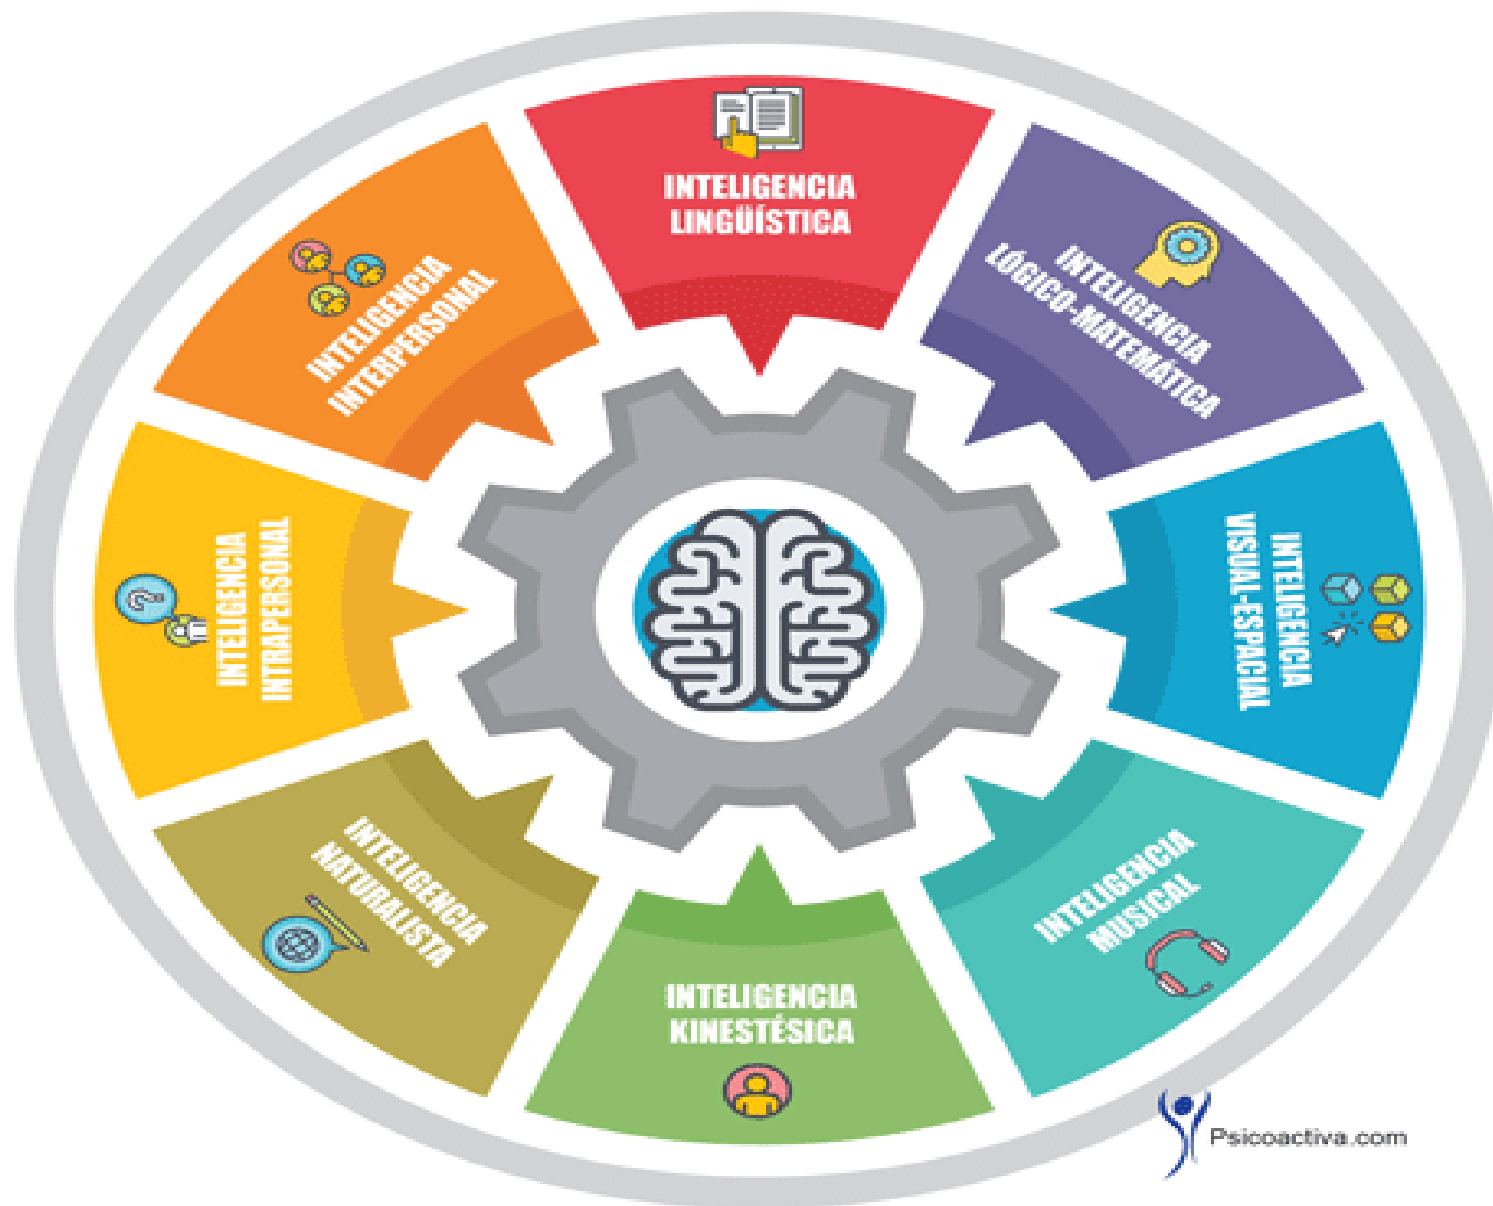 INTELIGENCIA
LINGÜÍSTICA
INTELIGENCIA
LÓGICO-MATEMÁTICA
INTELIGENCIA
VISUAL-ESPACIAL
INTELIGENCIA
MUSICAL
INTELIGENCIA
KINESTÉSICA
INTELIGENCIA
NATURALISTA
INTELIGENCIA
INTRAPERSONAL
INTELIGENCIA
INTERPERSONAL
?
Psicoactiva.com